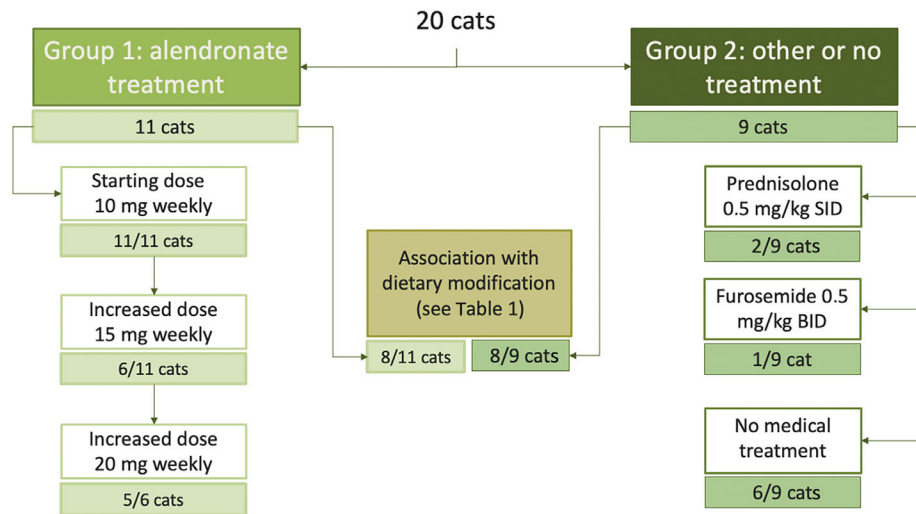 20 cats
Group 1: alendronate
treatment
11 cats
Starting dose
10 mg weekly
11/11 cats
Increased dose
15 mg weekly
6/11 cats
Increased dose
20 mg weekly
5/6 cats
Association with
dietary modification
(see Table 1)
8/11 cats
8/9 cats
Group 2: other or no
treatment
9 cats
Prednisolone
0.5 mg/kg SID
2/9 cats
Furosemide 0.5
mg/kg BID
1/9 cat
No medical
treatment
6/9 cats